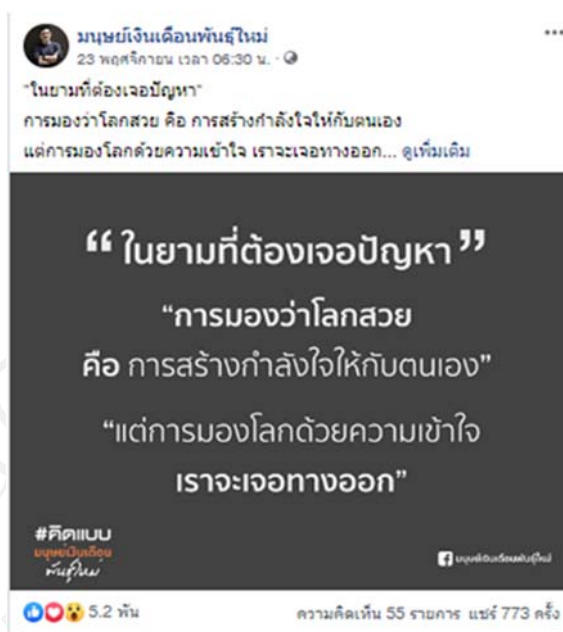 มนุษย์เงินเดือนพันธุ์ใหม่
23 พฤศจิกายน เวลา 06:30 น. ·
"ในยามที่ต้องเจอปัญหา"
การมองว่าโลกสวย คือ การสร้างกำลังใจให้กับตนเอง
แต่การมองโลกด้วยความเข้าใจ เราจะเจอทางออก... ดูเพิ่มเติม
“ ในยามที่ต้องเจอปัญหา ”
“การมองว่าโลกสวย
คือ การสร้างกำลังใจให้กับตนเอง”
“แต่การมองโลกด้วยความเข้าใจ
เราจะเจอทางออก”
#คิดแบบ
มนุษย์เงินเดือน
พันธุ์ใหม่
มนุษย์เงินเดือนพันธุ์ใหม่
5.2 พัน
ความคิดเห็น 55 รายการ แชร์ 773 ครั้ง